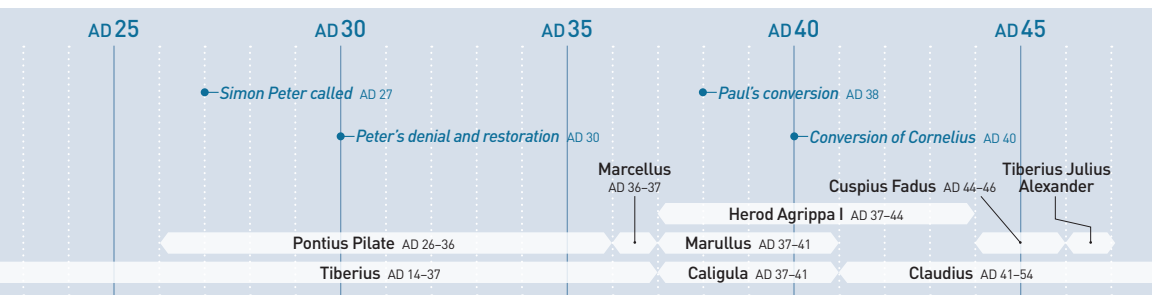 AD 25 AD 30 AD 35 AD 40 AD 45
Simon Peter called AD 27
Paul's conversion AD 38
Peter's denial and restoration AD 30
Conversion of Cornelius AD 40
Marcellus
AD 36–37
Tiberius Julius
Alexander
Cuspius Fadus AD 44–46
Herod Agrippa I AD 37–44
Pontius Pilate AD 26–36
Marullus AD 37–41
Tiberius AD 14–37
Caligula AD 37–41
Claudius AD 41–54